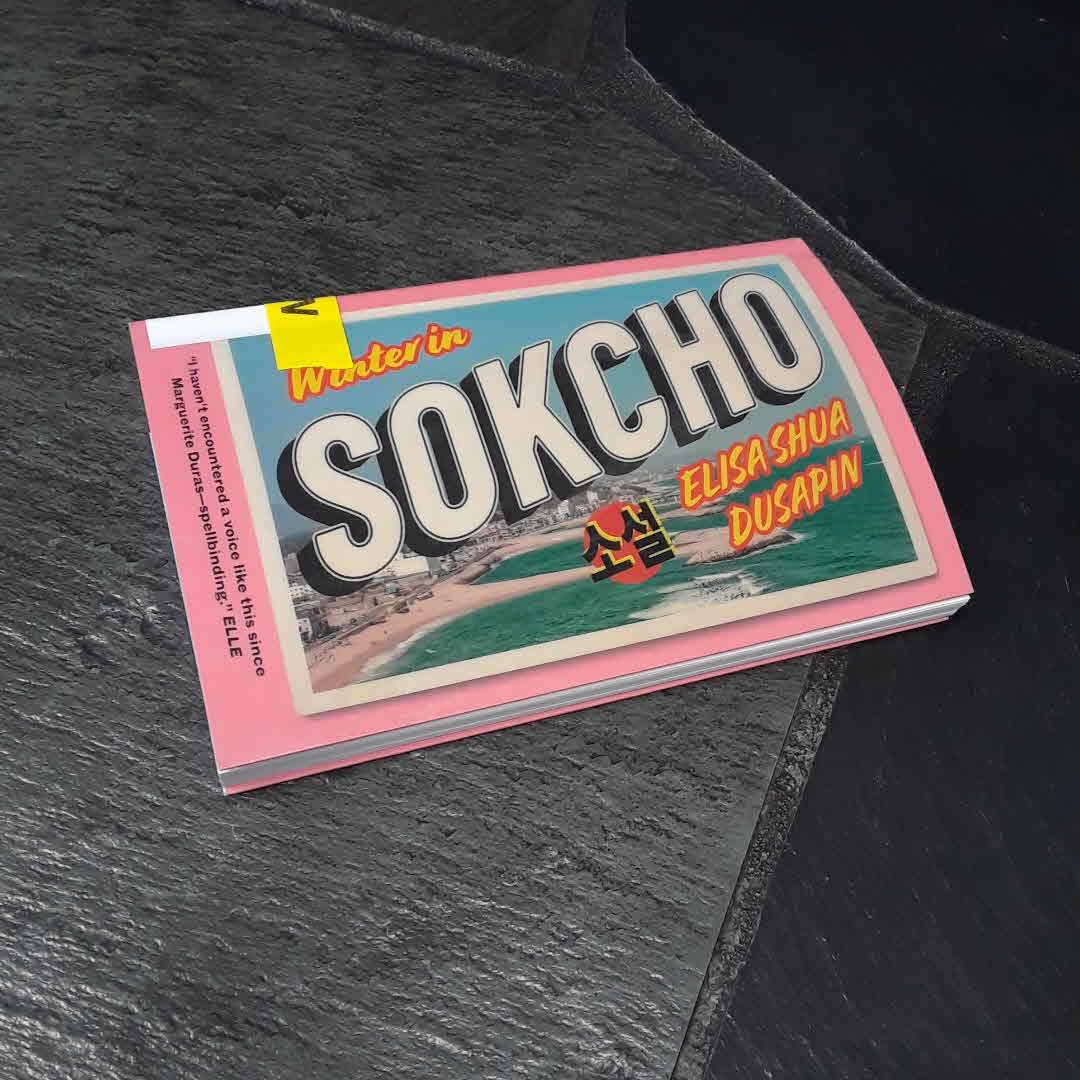 Winter in
SOKCHO
ELISA SHUA
DUSAPIN
소설
"I haven't encountered a voice like this since
Marguerite Duras—spellbinding." ELLE